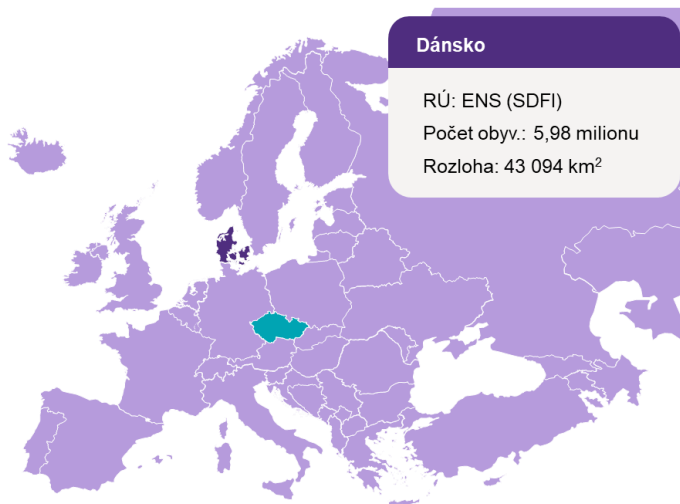 Dánsko
RÚ: ENS (SDFI)
Počet obyv.: 5,98 milionu
Rozloha: 43 094 km²